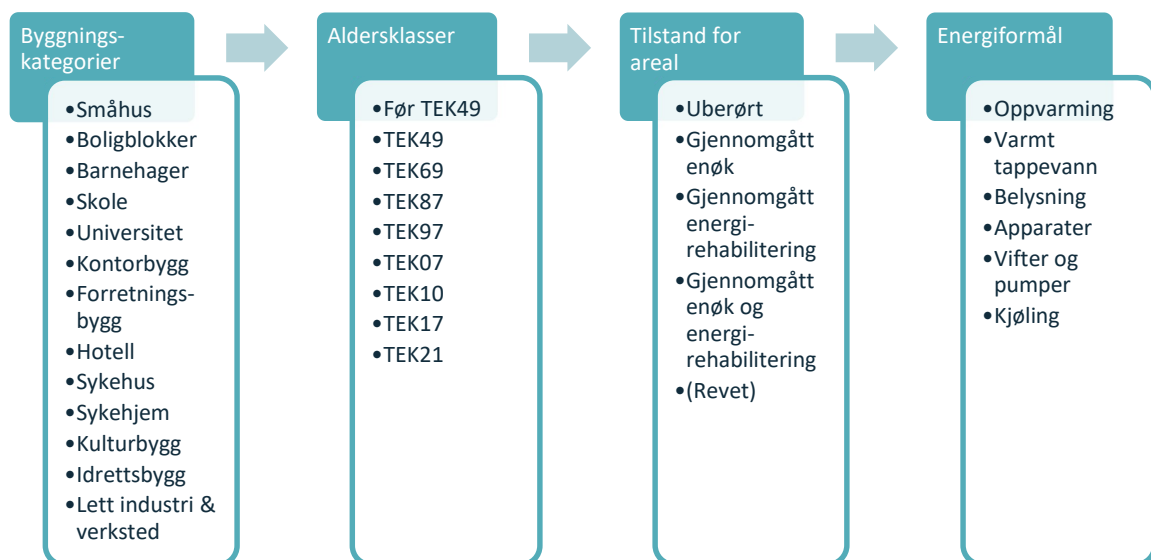 Byggnings-
kategorier
•Småhus
•Boligblokker
•Barnehager
•Skole
•Universitet
•Kontorbygg
•Forretnings-
bygg
•Hotell
•Sykehus
•Sykehjem
•Kulturbygg
•Idrettsbygg
•Lett industri &
verksted
Aldersklasser
•Før TEK49
•TEK49
•TEK69
•TEK87
•TEK97
•TEK07
•TEK10
•TEK17
•TEK21
Tilstand for
areal
•Uberørt
•Gjennomgått
enøk
•Gjennomgått
energi-
rehabilitering
•Gjennomgått
enøk og
energi-
rehabilitering
•(Revet)
Energiformål
•Oppvarming
•Varmt
tappevann
•Belysning
•Apparater
•Vifter og
pumper
•Kjøling